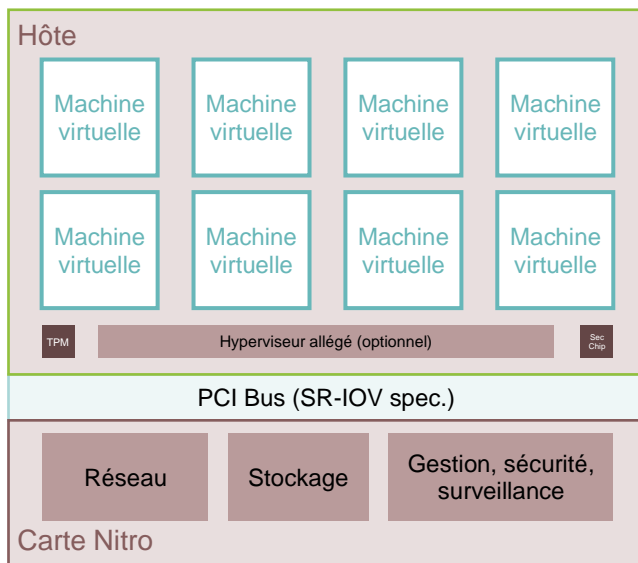 Hôte
Machine
virtuelle
Machine
virtuelle
Machine
virtuelle
Machine
virtuelle
Machine
virtuelle
Machine
virtuelle
Machine
virtuelle
Machine
virtuelle
TPM
Hyperviseur allégé (optionnel)
Sec
Chip
PCI Bus (SR-IOV spec.)
Réseau
Stockage
Gestion, sécurité,
surveillance
Carte Nitro